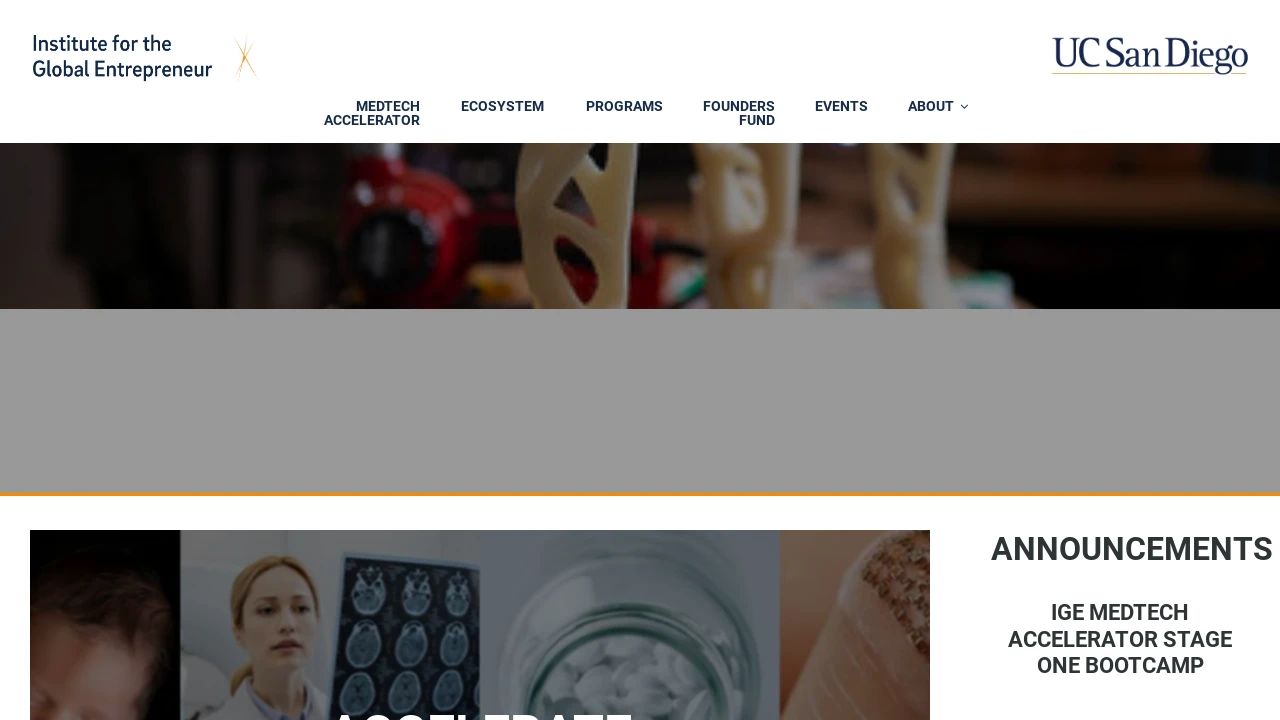 Institute for the
Global Entrepreneur
UC San Diego
MEDTECH
ACCELERATOR
ECOSYSTEM
PROGRAMS
FOUNDERS
FUND
EVENTS
ABOUT
ANNOUNCEMENTS
IGE MEDTECH
ACCELERATOR STAGE
ONE BOOTCAMP
ACCELERATE